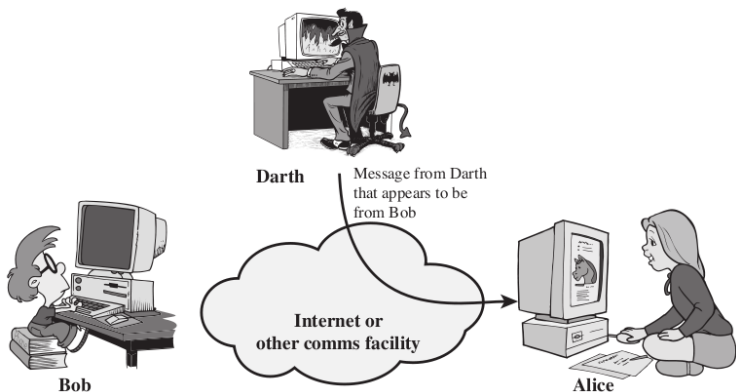 Darth
Message from Darth
that appears to be
from Bob
Internet or
other comms facility
Bob
Alice